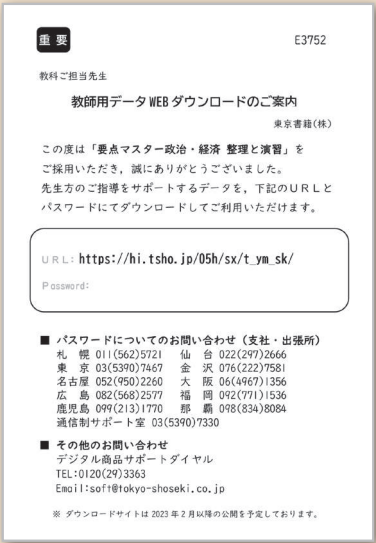 重 要
E3752
教科ご担当先生
教師用データ WEB ダウンロードのご案内
東京書籍(株)
この度は「要点マスター政治・経済 整理と演習」を
ご採用いただき,誠にありがとうございました。
先生方のご指導をサポートするデータを,下記のURLと
パスワードにてダウンロードしてご利用いただけます。
URL: https://hi.tsho.jp/05h/sx/t_ym_sk/
Password:
■ パスワードについてのお問い合わせ(支社・出張所)
札 幌 011(562)5721 仙 台 022(297)2666
東 京 03(5390)7467 金 沢 076(222)7581
名古屋 052(950)2260 大 阪 06(4967)1356
広 島 082(568)2577 福 岡 092(771)1536
鹿児島 099(213)1770 那 覇 098(834)8084
通信制サポート室 03(5390)7330
■ その他のお問い合わせ
デジタル商品サポートダイヤル
TEL:0120(29)3363
Email:soft@tokyo-shoseki.co.jp
※ ダウンロードサイトは 2023 年 2 月以降の公開を予定しております。